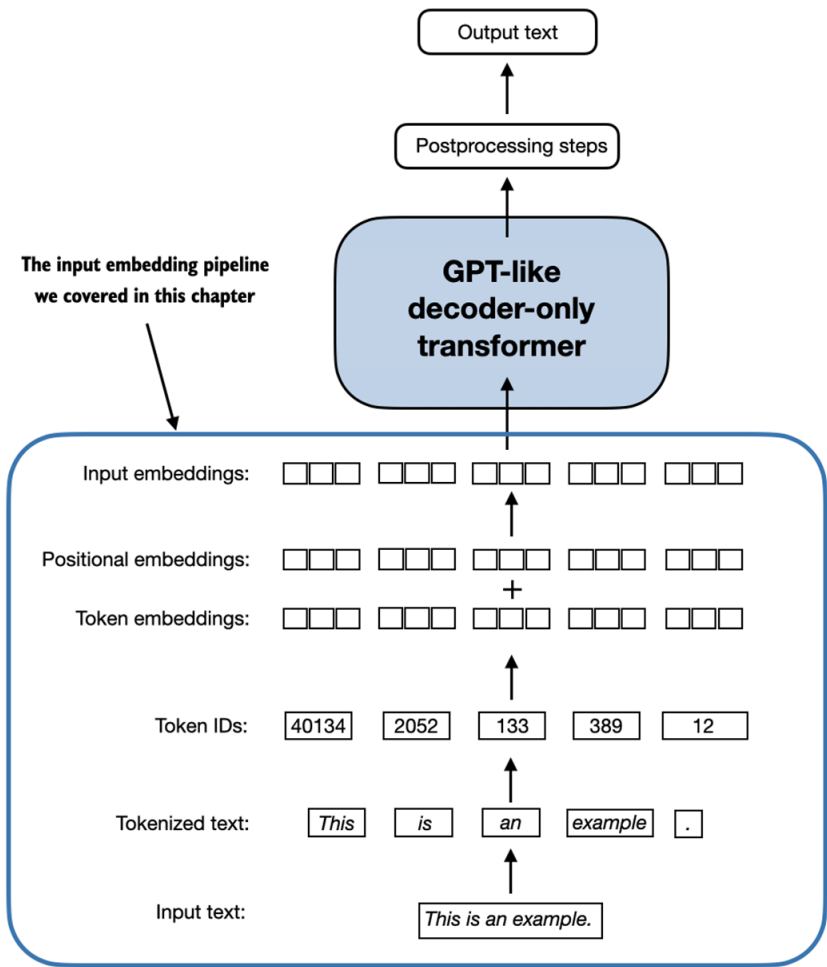 Output text
Postprocessing steps
The input embedding pipeline
we covered in this chapter
GPT-like
decoder-only
transformer
Input embeddings:
Positional embeddings:
+
Token embeddings:
Token IDs: 40134 2052 133 389 12
Tokenized text: This is an example .
Input text: This is an example.